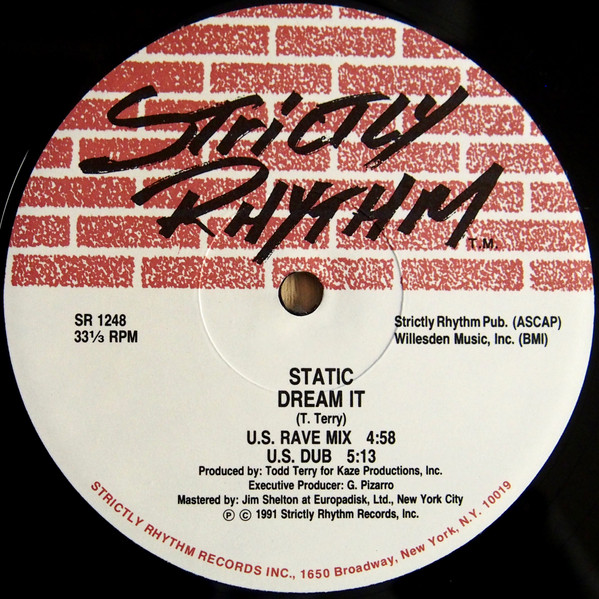 STRICTLY
RHYTHM
T.M.
SR 1248
33⅓ RPM
Strictly Rhythm Pub. (ASCAP)
Willesden Music, Inc. (BMI)
STATIC
DREAM IT
(T. Terry)
U.S. RAVE MIX 4:58
U.S. DUB 5:13
Produced by: Todd Terry for Kaze Productions, Inc.
Executive Producer: G. Pizarro
Mastered by: Jim Shelton at Europadisk, Ltd., New York City
Ⓟ © 1991 Strictly Rhythm Records, Inc.
STRICTLY RHYTHM RECORDS INC., 1650 Broadway, New York, N.Y. 10019